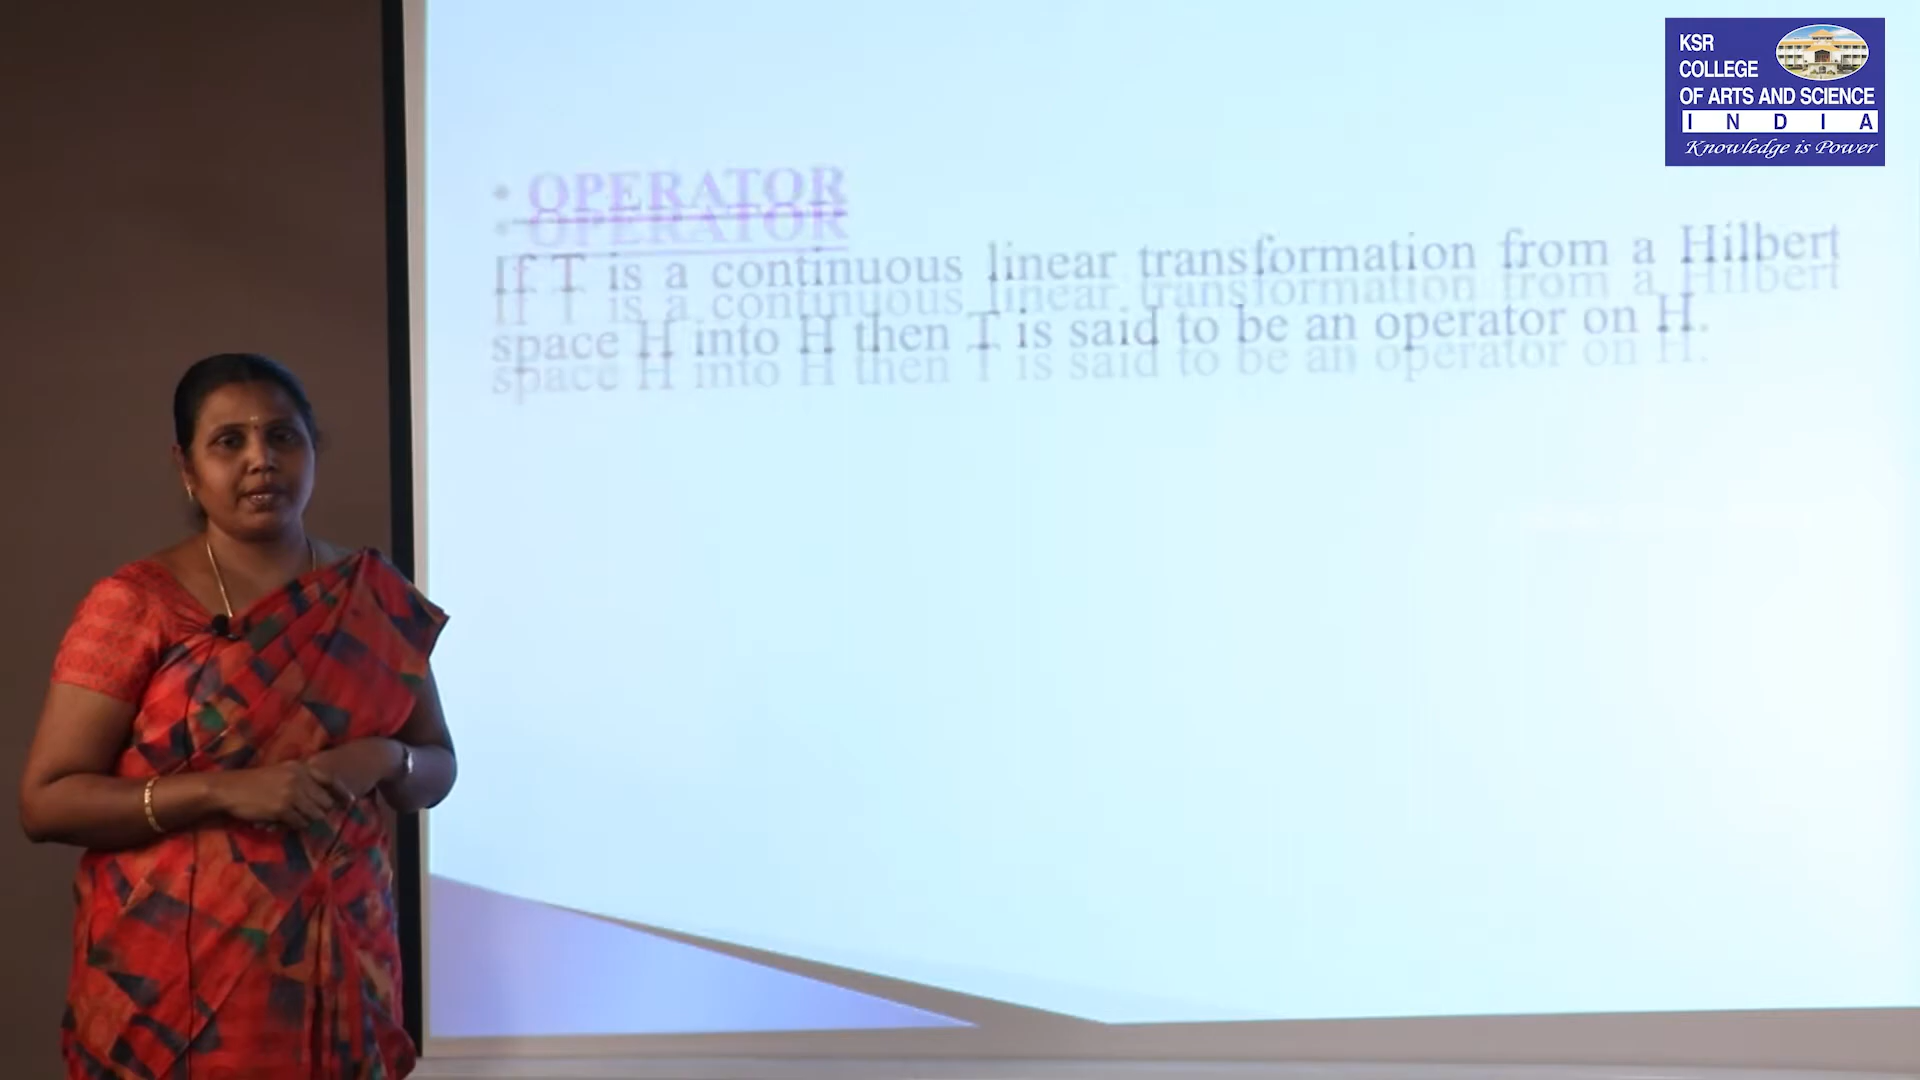 KSR
COLLEGE
OF ARTS AND SCIENCE
INDIA
Knowledge is Power
• OPERATOR
If T is a continuous linear transformation from a Hilbert
space H into H then T is said to be an operator on H.